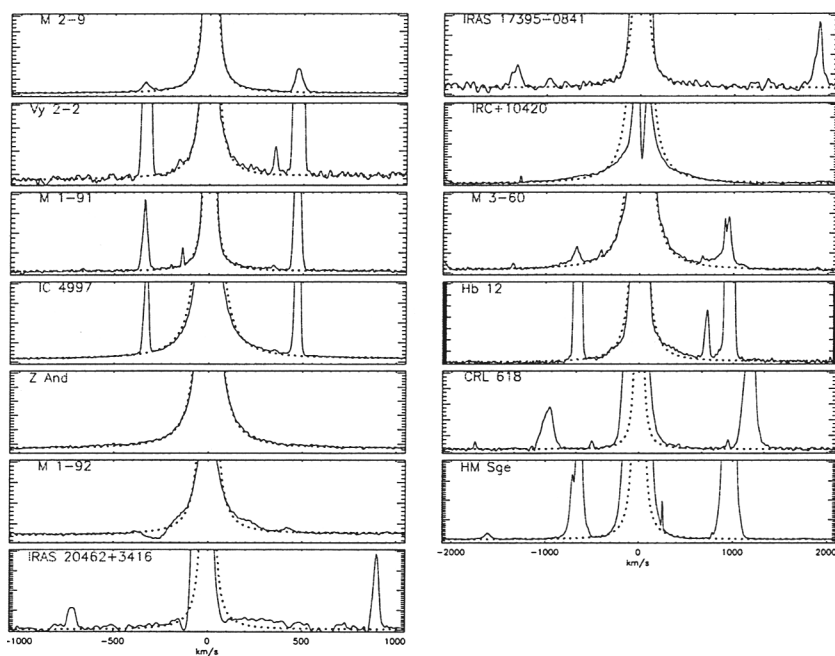 M 2-9
Vy 2-2
M 1-91
IC 4997
Z And
M 1-92
IRAS 20462+3416
-1000 -500 0 500 1000
km/s
IRAS 17395-0841
IRC+10420
M 3-60
Hb 12
CRL 618
HM Sge
-2000 -1000 0 1000 2000
km/s